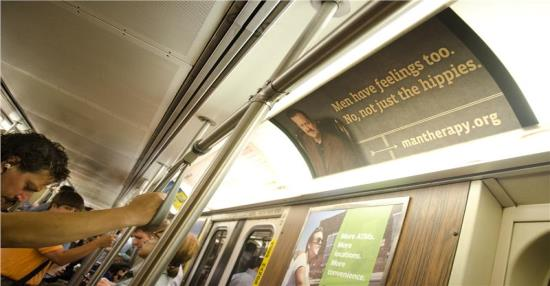 Men have feelings too.
No, not just the hippies.
mantherapy.org
More ATMs.
More locations.
More
convenience.